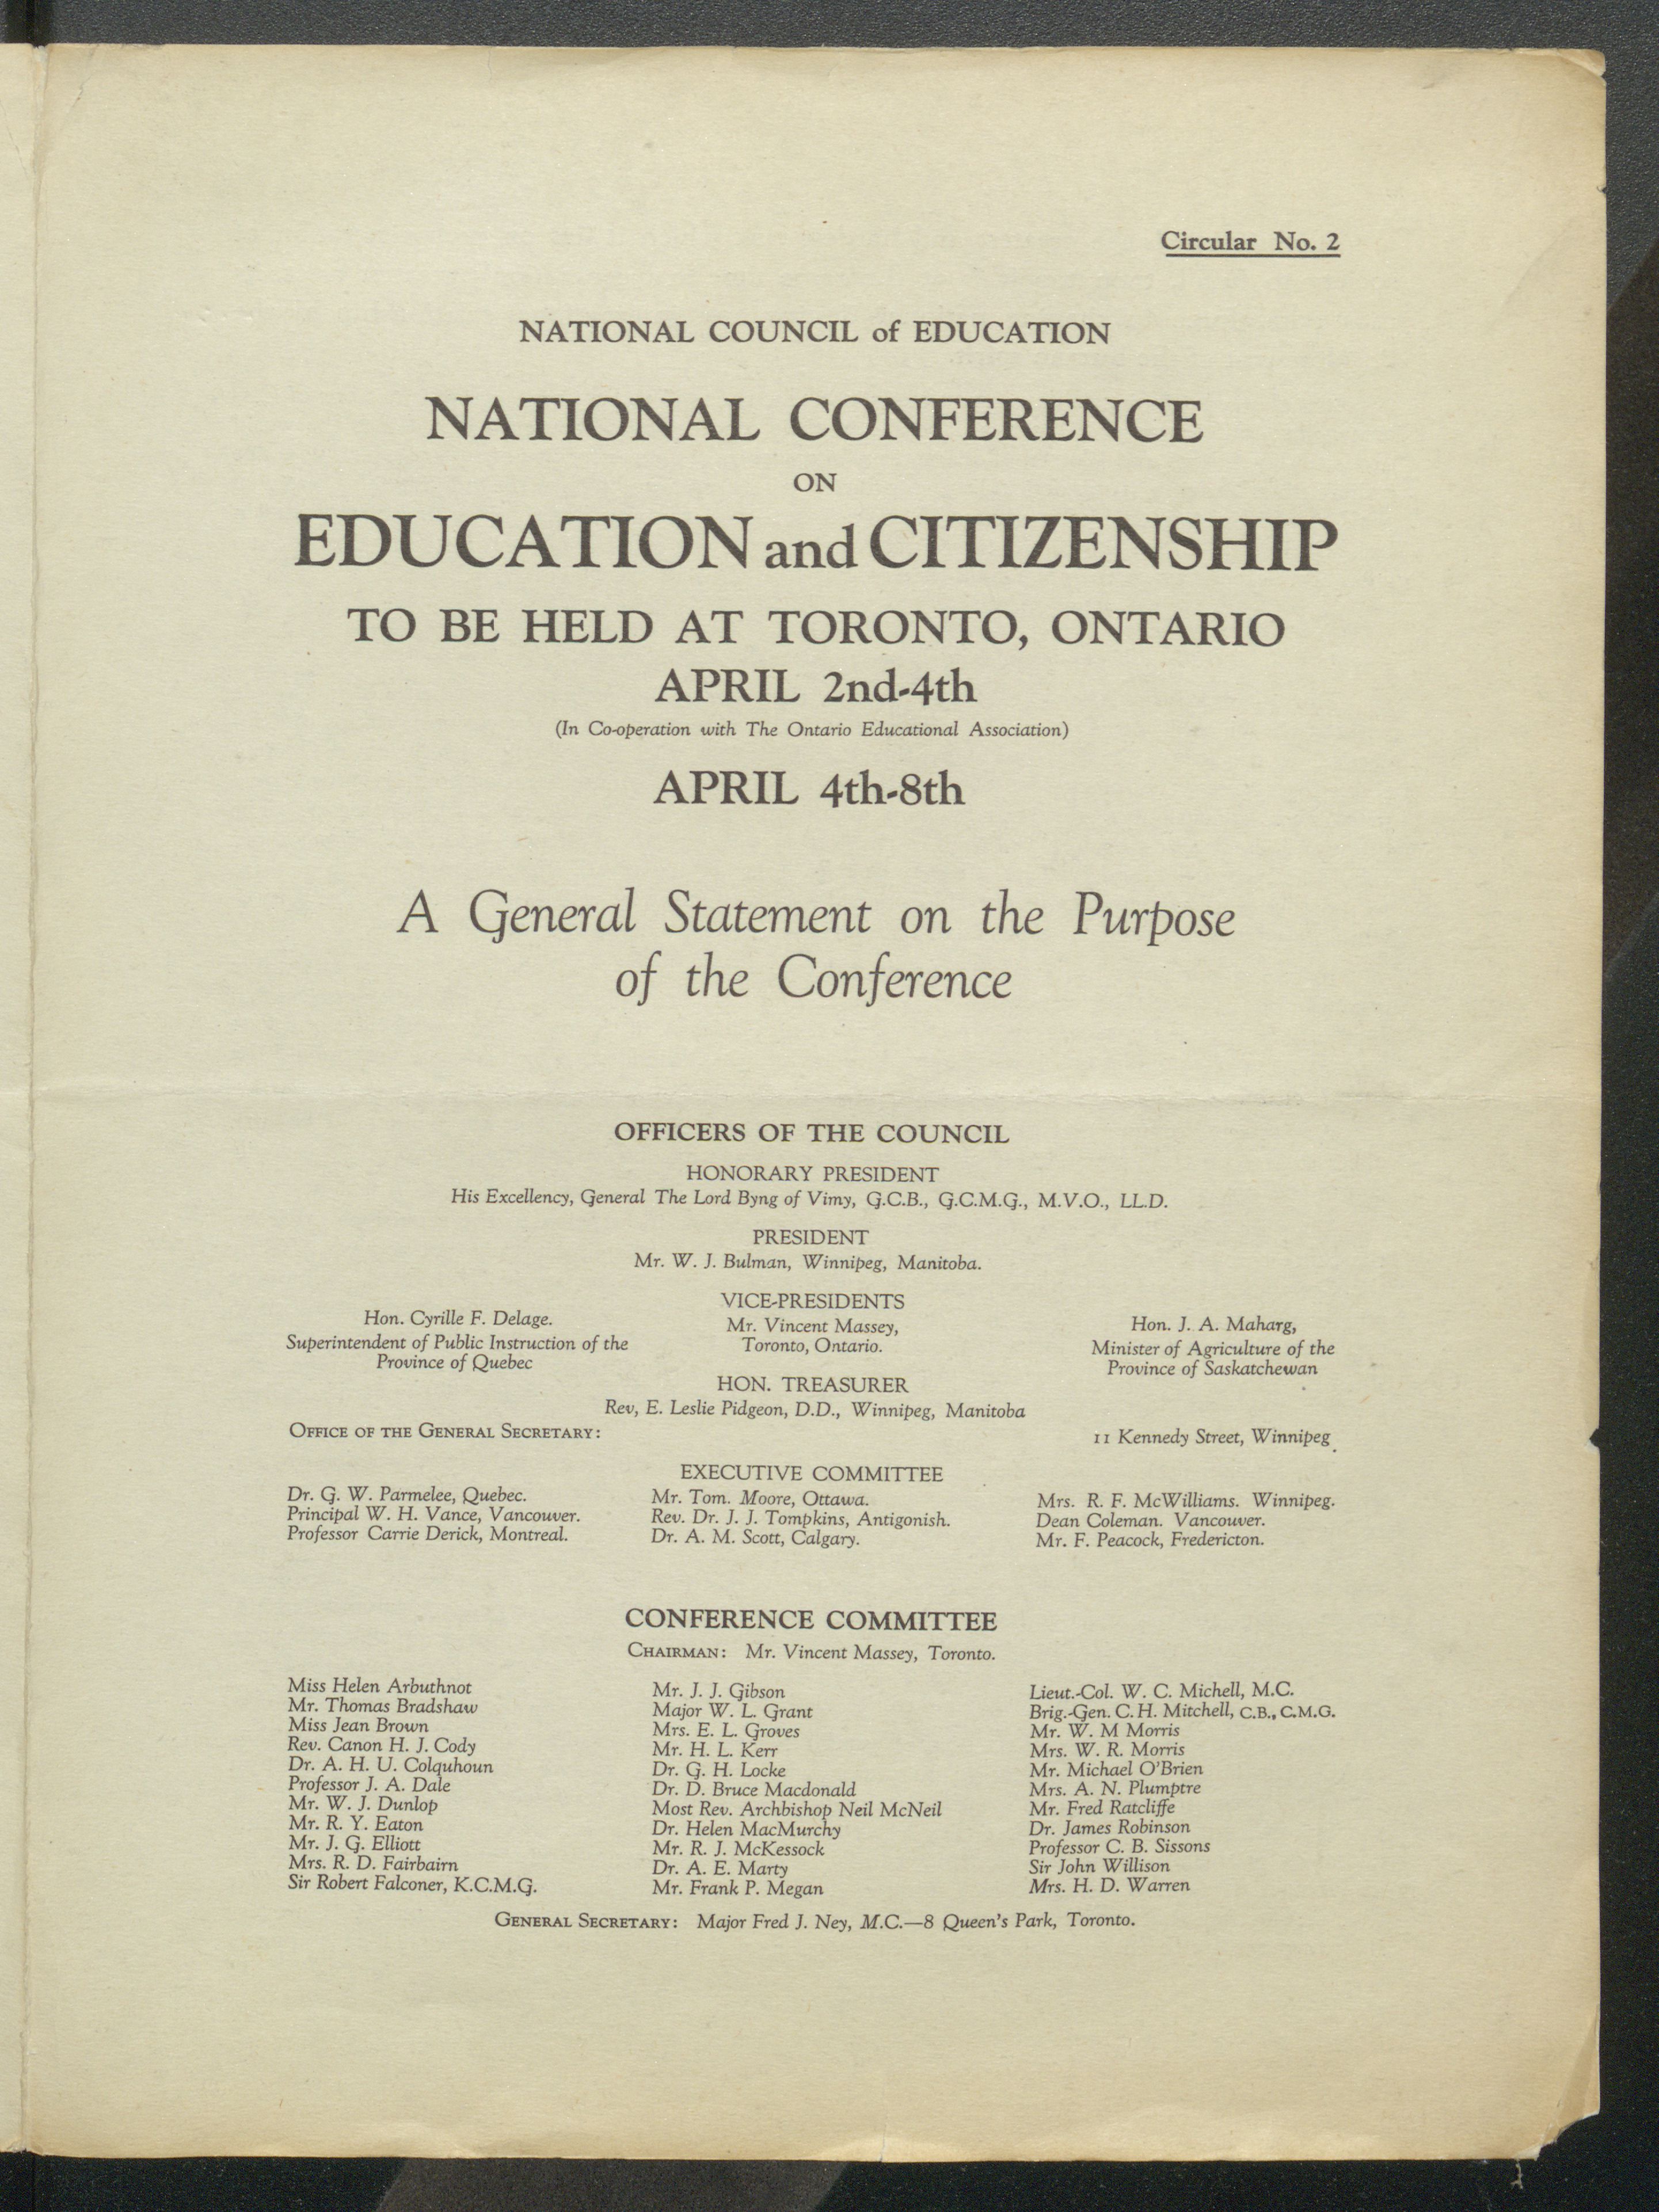 Circular No. 2
NATIONAL COUNCIL of EDUCATION
NATIONAL CONFERENCE
ON
EDUCATION and CITIZENSHIP
TO BE HELD AT TORONTO, ONTARIO
APRIL 2nd-4th
(In Co-operation with The Ontario Educational Association)
APRIL 4th-8th
A General Statement on the Purpose
of the Conference
OFFICERS OF THE COUNCIL
HONORARY PRESIDENT
His Excellency, General The Lord Byng of Vimy, G.C.B., G.C.M.G., M.V.O., LL.D.
PRESIDENT
Mr. W. J. Bulman, Winnipeg, Manitoba.
VICE-PRESIDENTS
Hon. Cyrille F. Delage.
Superintendent of Public Instruction of the
Province of Quebec
Mr. Vincent Massey,
Toronto, Ontario.
Hon. J. A. Maharg,
Minister of Agriculture of the
Province of Saskatchewan
HON. TREASURER
Rev, E. Leslie Pidgeon, D.D., Winnipeg, Manitoba
OFFICE OF THE GENERAL SECRETARY: 11 Kennedy Street, Winnipeg.
EXECUTIVE COMMITTEE
Dr. G. W. Parmelee, Quebec.
Principal W. H. Vance, Vancouver.
Professor Carrie Derick, Montreal.
Mr. Tom. Moore, Ottawa.
Rev. Dr. J. J. Tompkins, Antigonish.
Dr. A. M. Scott, Calgary.
Mrs. R. F. McWilliams. Winnipeg.
Dean Coleman. Vancouver.
Mr. F. Peacock, Fredericton.
CONFERENCE COMMITTEE
CHAIRMAN: Mr. Vincent Massey, Toronto.
Miss Helen Arbuthnot
Mr. Thomas Bradshaw
Miss Jean Brown
Rev. Canon H. J. Cody
Dr. A. H. U. Colquhoun
Professor J. A. Dale
Mr. W. J. Dunlop
Mr. R. Y. Eaton
Mr. J. G. Elliott
Mrs. R. D. Fairbairn
Sir Robert Falconer, K.C.M.G.
Mr. J. J. Gibson
Major W. L. Grant
Mrs. E. L. Groves
Mr. H. L. Kerr
Dr. G. H. Locke
Dr. D. Bruce Macdonald
Most Rev. Archbishop Neil McNeil
Dr. Helen MacMurchy
Mr. R. J. McKessock
Dr. A. E. Marty
Mr. Frank P. Megan
Lieut.-Col. W. C. Michell, M.C.
Brig.-Gen. C. H. Mitchell, C.B., C.M.G.
Mr. W. M Morris
Mrs. W. R. Morris
Mr. Michael O'Brien
Mrs. A. N. Plumptre
Mr. Fred Ratcliffe
Dr. James Robinson
Professor C. B. Sissons
Sir John Willison
Mrs. H. D. Warren
GENERAL SECRETARY: Major Fred J. Ney, M.C.—8 Queen's Park, Toronto.